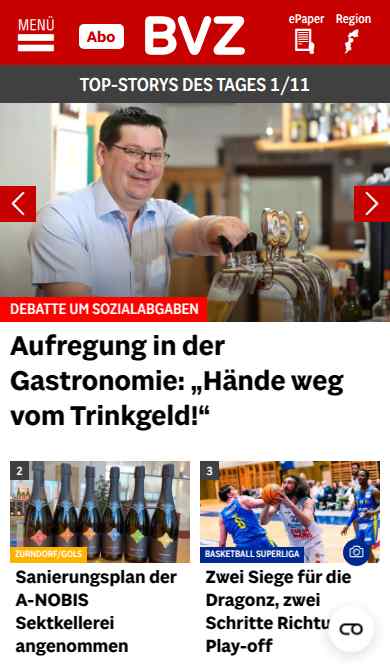 MENÜ
Abo
BVZ
ePaper
Region
TOP-STORYS DES TAGES 1/11
DEBATTE UM SOZIALABGABEN
Aufregung in der
Gastronomie: „Hände weg
vom Trinkgeld!“
2
ZURNDORF/GOLS
Sanierungsplan der
A-NOBIS
Sektkellerei
angenommen
3
BASKETBALL SUPERLIGA
Zwei Siege für die
Dragonz, zwei
Schritte
Play-off